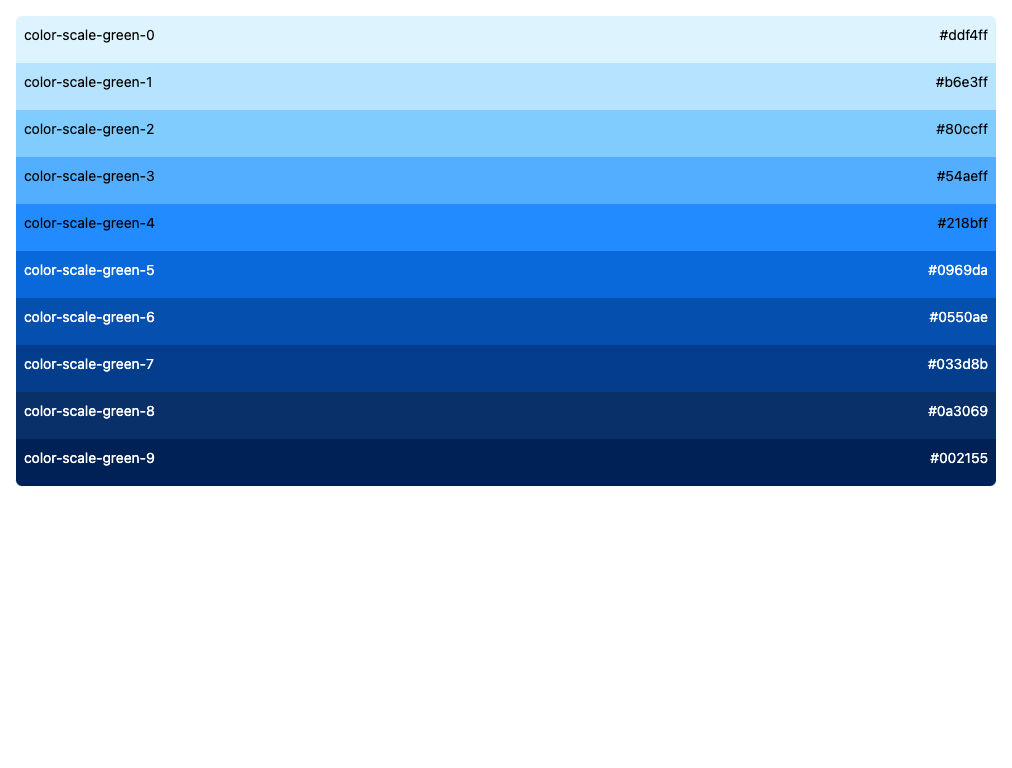 color-scale-green-0 #ddf4ff
color-scale-green-1 #b6e3ff
color-scale-green-2 #80ccff
color-scale-green-3 #54aeff
color-scale-green-4 #218bff
color-scale-green-5 #0969da
color-scale-green-6 #0550ae
color-scale-green-7 #033d8b
color-scale-green-8 #0a3069
color-scale-green-9 #002155